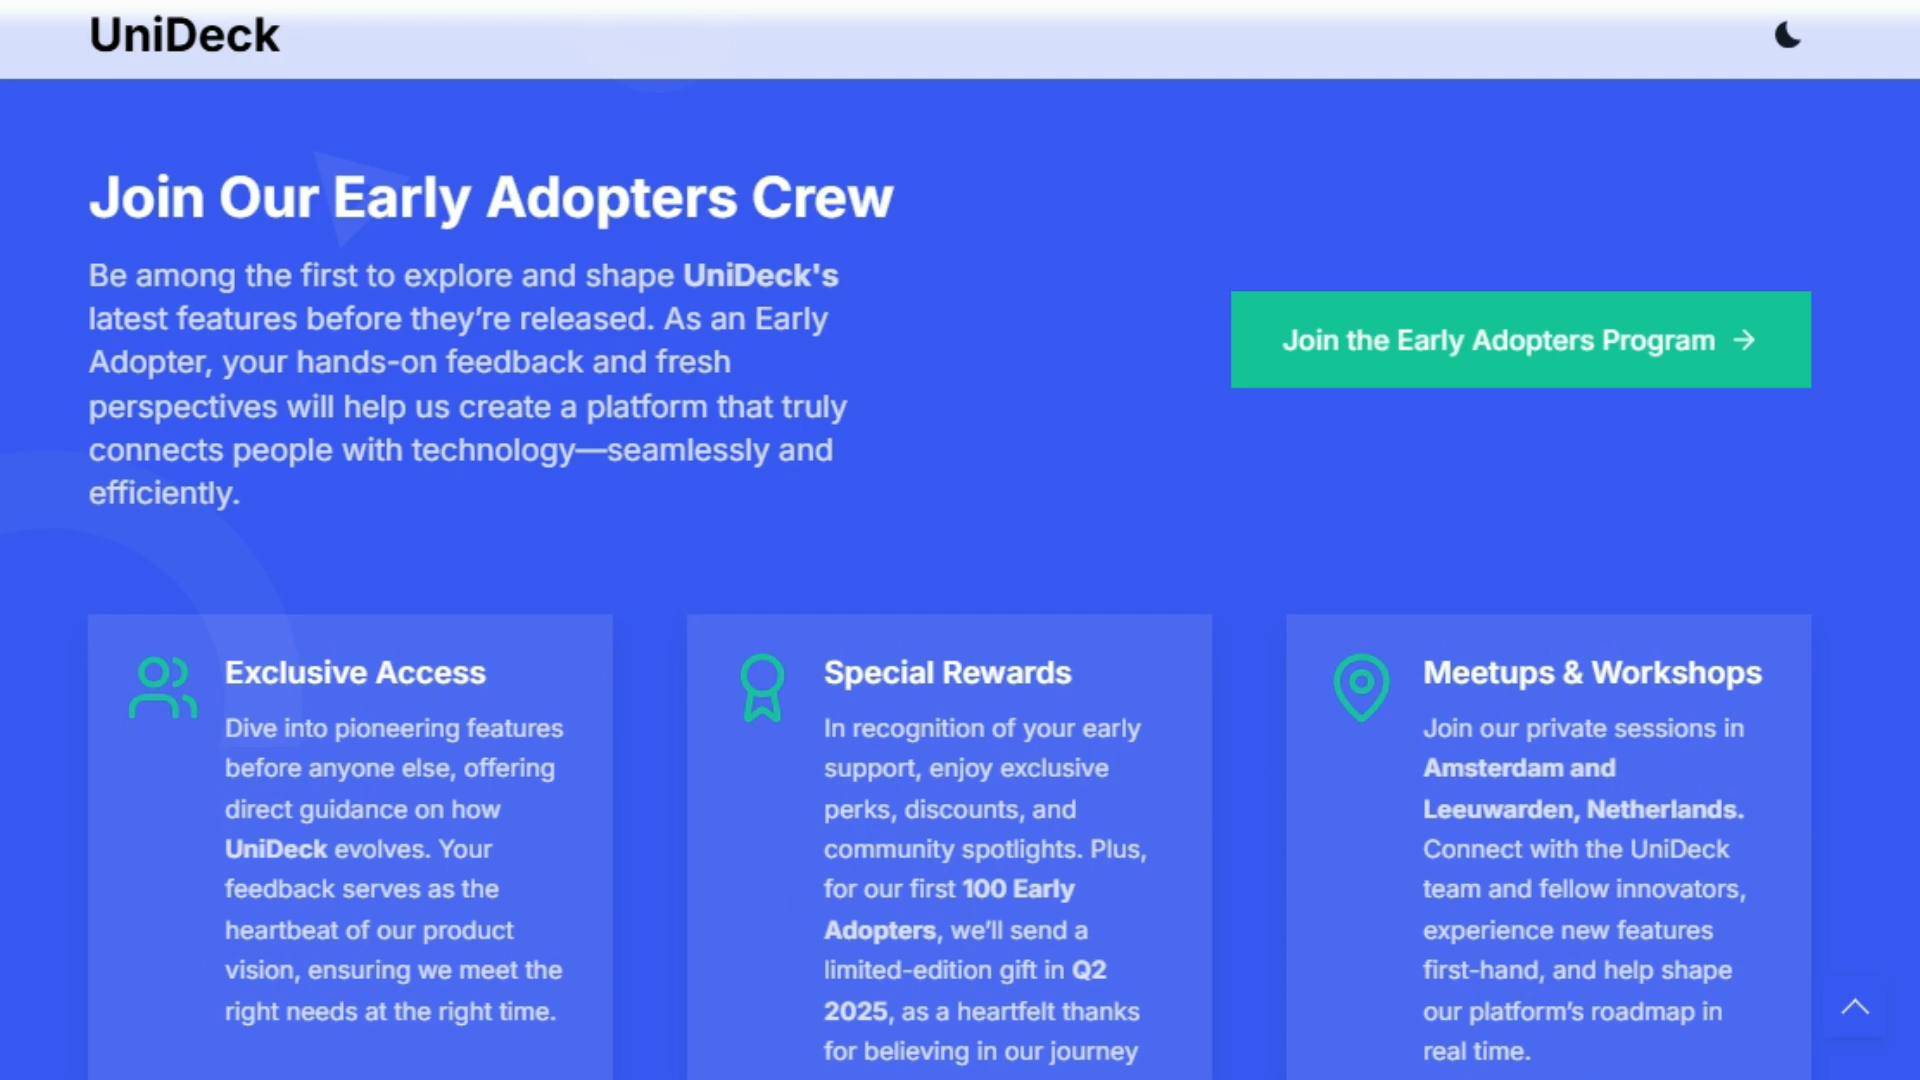 UniDeck
Join Our Early Adopters Crew
Be among the first to explore and shape UniDeck's
latest features before they’re released. As an Early
Adopter, your hands-on feedback and fresh
perspectives will help us create a platform that truly
connects people with technology—seamlessly and
efficiently.
Join the Early Adopters Program →
Exclusive Access
Dive into pioneering features
before anyone else, offering
direct guidance on how
UniDeck evolves. Your
feedback serves as the
heartbeat of our product
vision, ensuring we meet the
right needs at the right time.
Special Rewards
In recognition of your early
support, enjoy exclusive
perks, discounts, and
community spotlights. Plus,
for our first 100 Early
Adopters, we’ll send a
limited-edition gift in Q2
2025, as a heartfelt thanks
for believing in our journey
Meetups & Workshops
Join our private sessions in
Amsterdam and
Leeuwarden, Netherlands.
Connect with the UniDeck
team and fellow innovators,
experience new features
first-hand, and help shape
our platform’s roadmap in
real time.